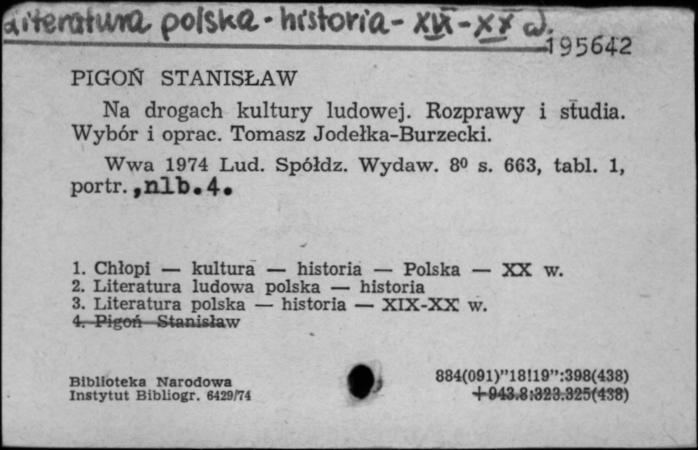 Literatura polska - historia - XIX - XX w.
195642
PIGOŃ STANISŁAW
Na drogach kultury ludowej. Rozprawy i studia.
Wybór i oprac. Tomasz Jodełka-Burzecki.
Wwa 1974 Lud. Spółdz. Wydaw. 8º s. 663, tabl. 1,
portr. ,nlb.4.
1. Chłopi — kultura — historia — Polska — XX w.
2. Literatura ludowa polska — historia
3. Literatura polska — historia — XIX-XX w.
4. Pigoń Stanisław
Biblioteka Narodowa
Instytut Bibliogr. 6429/74
884(091)"18!19":398(438)
+943.8:323.325(438)